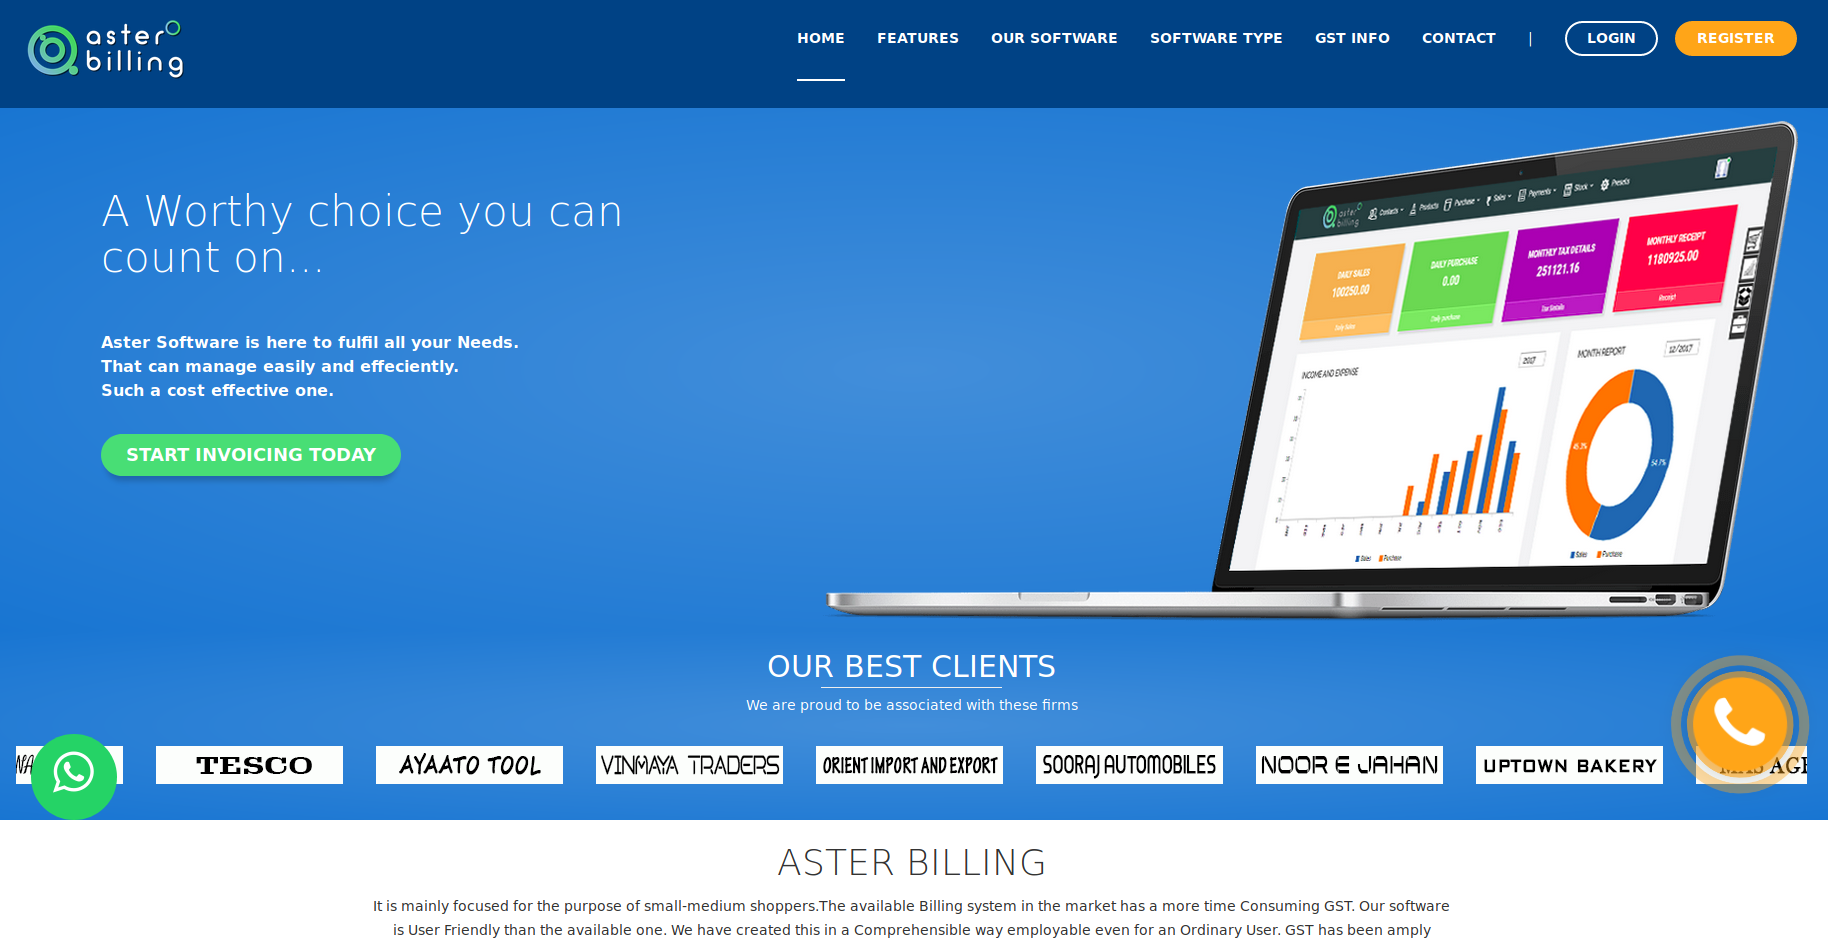 aster
billing
HOME FEATURES OUR SOFTWARE SOFTWARE TYPE GST INFO CONTACT | LOGIN REGISTER
A Worthy choice you can
count on...
Aster Software is here to fulfil all your Needs.
That can manage easily and effeciently.
Such a cost effective one.
START INVOICING TODAY
aster
billing
Contacts Products Purchase Sales Payments Stock Presets
DAILY SALES
100250.00
Daily Sales
DAILY PURCHASE
0.00
Daily purchase
MONTHLY TAX DETAILS
251121.16
Tax Details
MONTHLY RECEIPT
1180925.00
Receipt
INCOME AND EXPENSE
2017
Sales Purchase
MONTH REPORT
12/2017
45.3%
54.7%
Sales Purchase
OUR BEST CLIENTS
We are proud to be associated with these firms
TESCO
AYAATO TOOL
VINMAYA TRADERS
ORIENT IMPORT AND EXPORT
SOORAJ AUTOMOBILES
NOOR E JAHAN
UPTOWN BAKERY
ASTER BILLING
It is mainly focused for the purpose of small-medium shoppers.The available Billing system in the market has a more time Consuming GST. Our software
is User Friendly than the available one. We have created this in a Comprehensible way employable even for an Ordinary User. GST has been amply